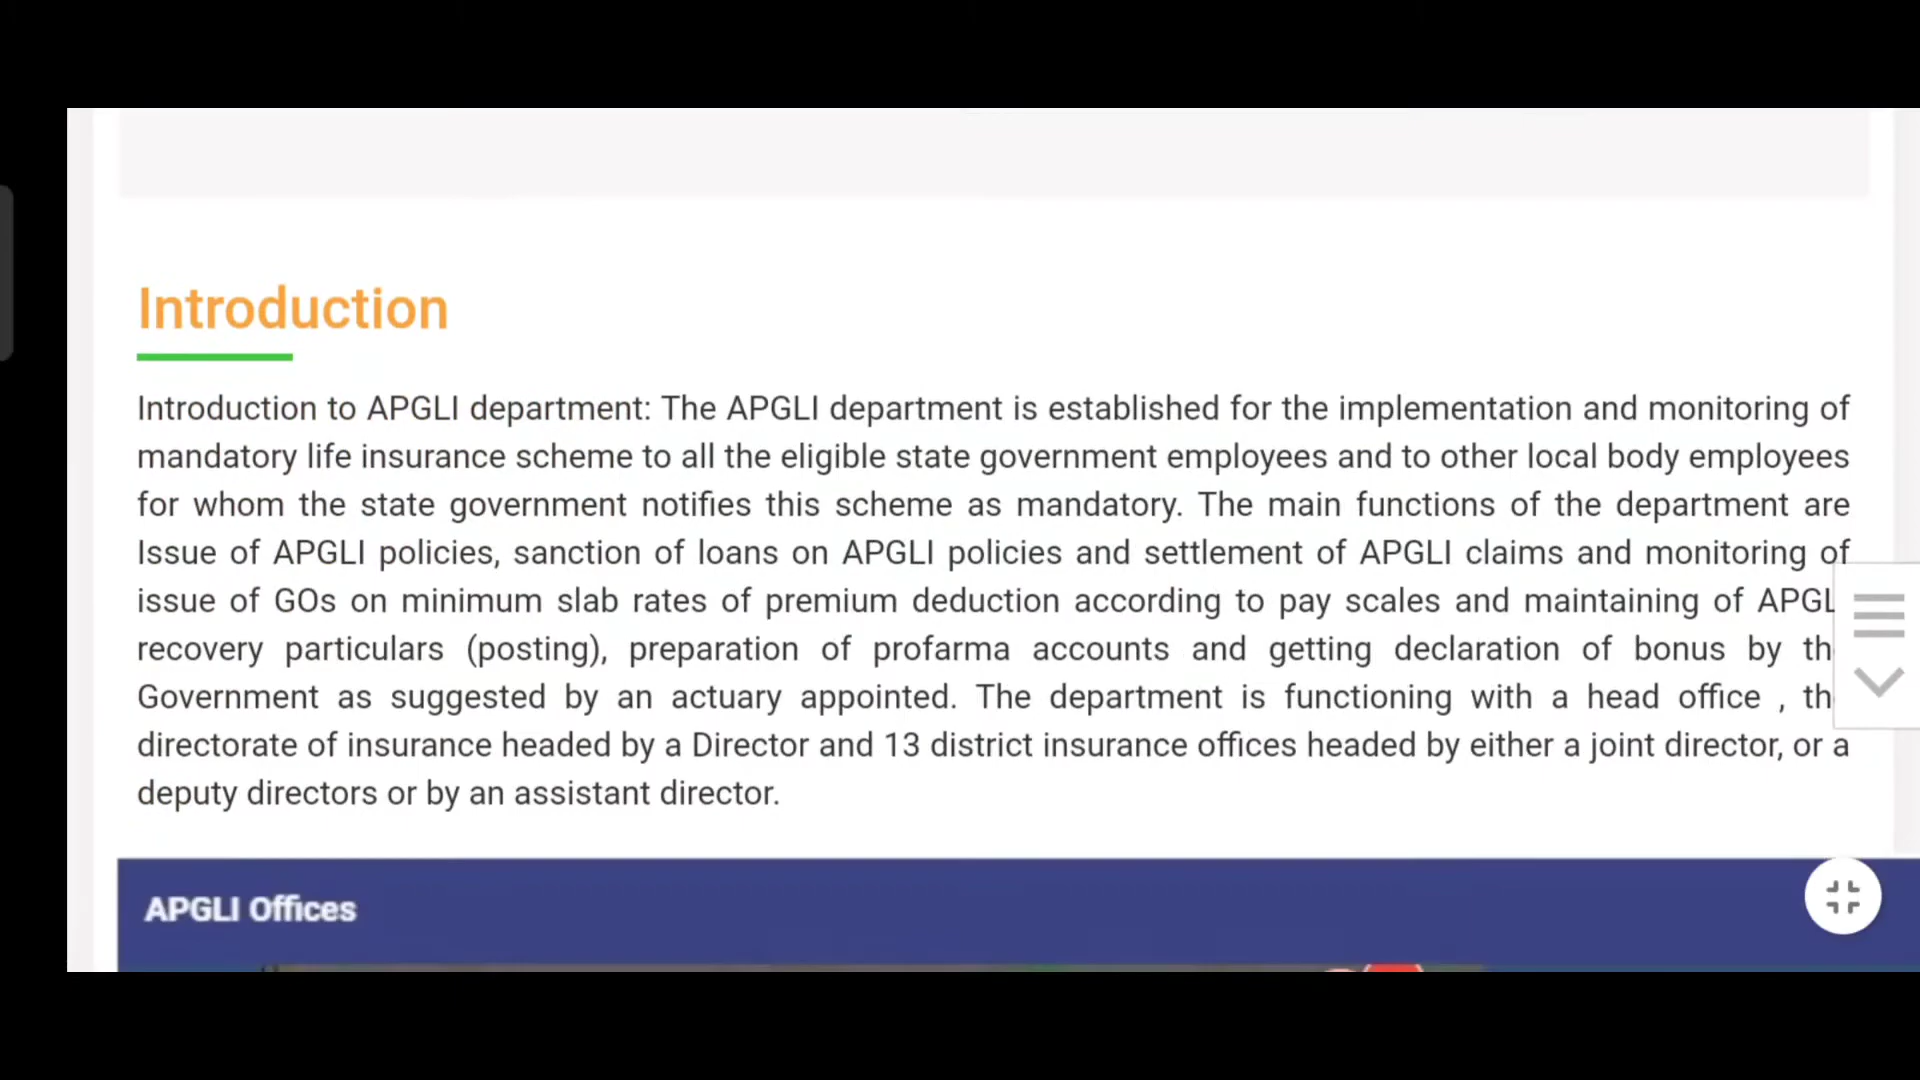 Introduction
Introduction to APGLI department: The APGLI department is established for the implementation and monitoring of
mandatory life insurance scheme to all the eligible state government employees and to other local body employees
for whom the state government notifies this scheme as mandatory. The main functions of the department are
Issue of APGLI policies, sanction of loans on APGLI policies and settlement of APGLI claims and monitoring of
issue of GOs on minimum slab rates of premium deduction according to pay scales and maintaining of
recovery particulars (posting), preparation of profarma accounts and getting declaration of bonus by
Government as suggested by an actuary appointed. The department is functioning with a head office ,
directorate of insurance headed by a Director and 13 district insurance offices headed by either a joint director, or a
deputy directors or by an assistant director.
APGLI Offices